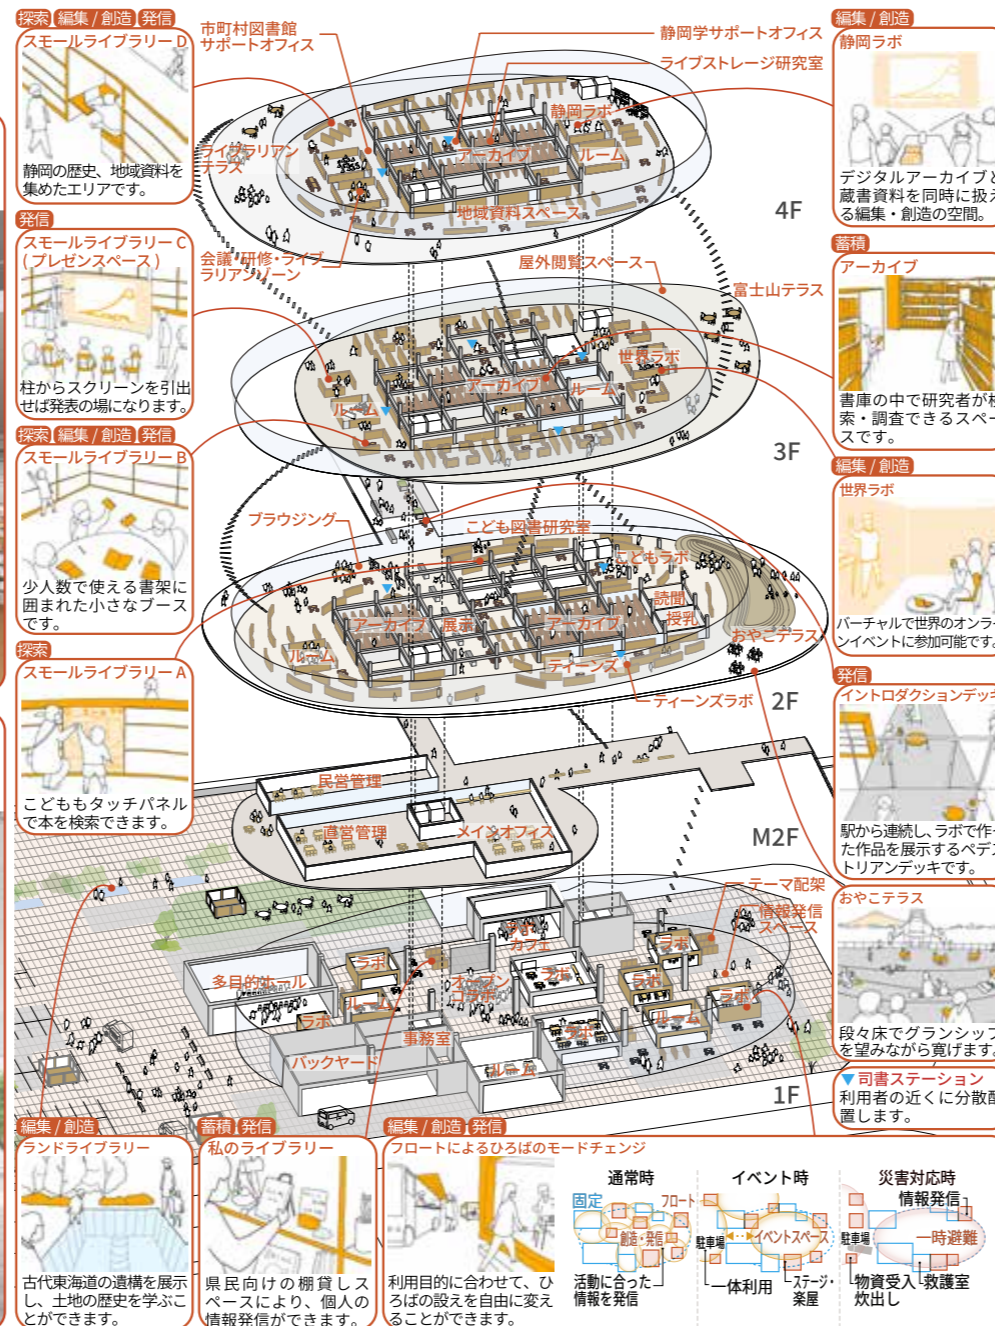 探索 編集 / 創造 発信
スモールライブラリー D
静岡の歴史、地域資料を
集めたエリアです。
発信
スモールライブラリー C
( プレゼンスペース )
柱からスクリーンを引出
せば発表の場になります。
探索 編集 / 創造 発信
スモールライブラリー B
少人数で使える書架に
囲まれた小さなブース
です。
探索
スモールライブラリー A
こどももタッチパネル
で本を検索できます。
市町村図書館
サポートオフィス
静岡学サポートオフィス
ライブストレージ研究室
静岡ラボ
ライブラリアン
テラス
アーカイブ
ルーム
地域資料スペース
4F
会議・研修・ライブ
ラリアンゾーン
屋外閲覧スペース
富士山テラス
世界ラボ
アーカイブ
ルーム
ルーム
3F
ブラウジング
こども図書研究室
こどもラボ
読聞
授乳
アーカイブ
展示
アーカイブ
おやこテラス
ルーム
ティーンズ
ティーンズラボ
2F
民営管理
直営管理
メインオフィス
M2F
テーマ配架
情報発信
スペース
カフェ
ラボ
ラボ
多目的ホール
オープン
コラボ
ラボ
ラボ
ルーム
ラボ
ラボ
ラボ
ルーム
事務室
バックヤード
ルーム
1F
編集 / 創造
静岡ラボ
デジタルアーカイブと
蔵書資料を同時に扱え
る編集・創造の空間。
蓄積
アーカイブ
書庫の中で研究者が検
索・調査できるスペー
スです。
編集 / 創造
世界ラボ
バーチャルで世界のオンラ
ンイベントに参加可能です。
発信
イントロダクションデッキ
駅から連続し、ラボで作
た作品を展示するペデス
トリアンデッキです。
おやこテラス
段々床でグランシップ
を望みながら寛げます。
▼司書ステーション
利用者の近くに分散配
置します。
編集 / 創造
ランドライブラリー
古代東海道の遺構を展示
し、土地の歴史を学ぶこ
とができます。
蓄積 発信
私のライブラリー
県民向けの棚貸しス
ペースにより、個人の
情報発信ができます。
編集 / 創造 発信
フロートによるひろばのモードチェンジ
利用目的に合わせて、ひ
ろばの設えを自由に変え
ることができます。
通常時
固定
フロート
創造・発信
活動に合った
情報を発信
イベント時
駐車場
イベントスペース
一体利用
ステージ・
楽屋
災害対応時
情報発信
駐車場
一時避難
物資受入
炊出し
救護室